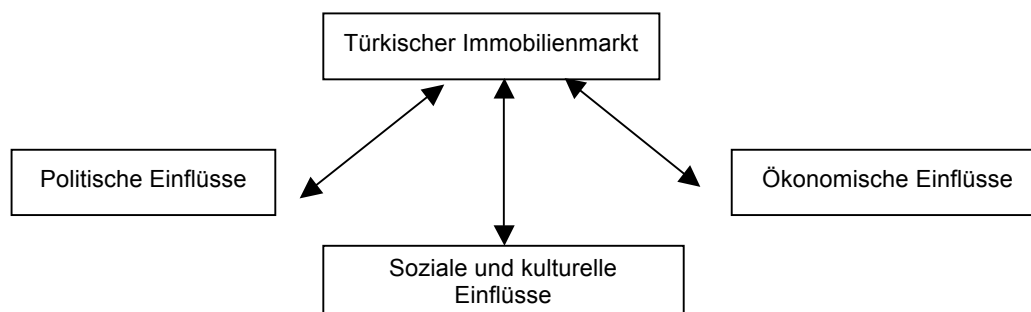 Türkischer Immobilienmarkt
Politische Einflüsse
Ökonomische Einflüsse
Soziale und kulturelle
Einflüsse